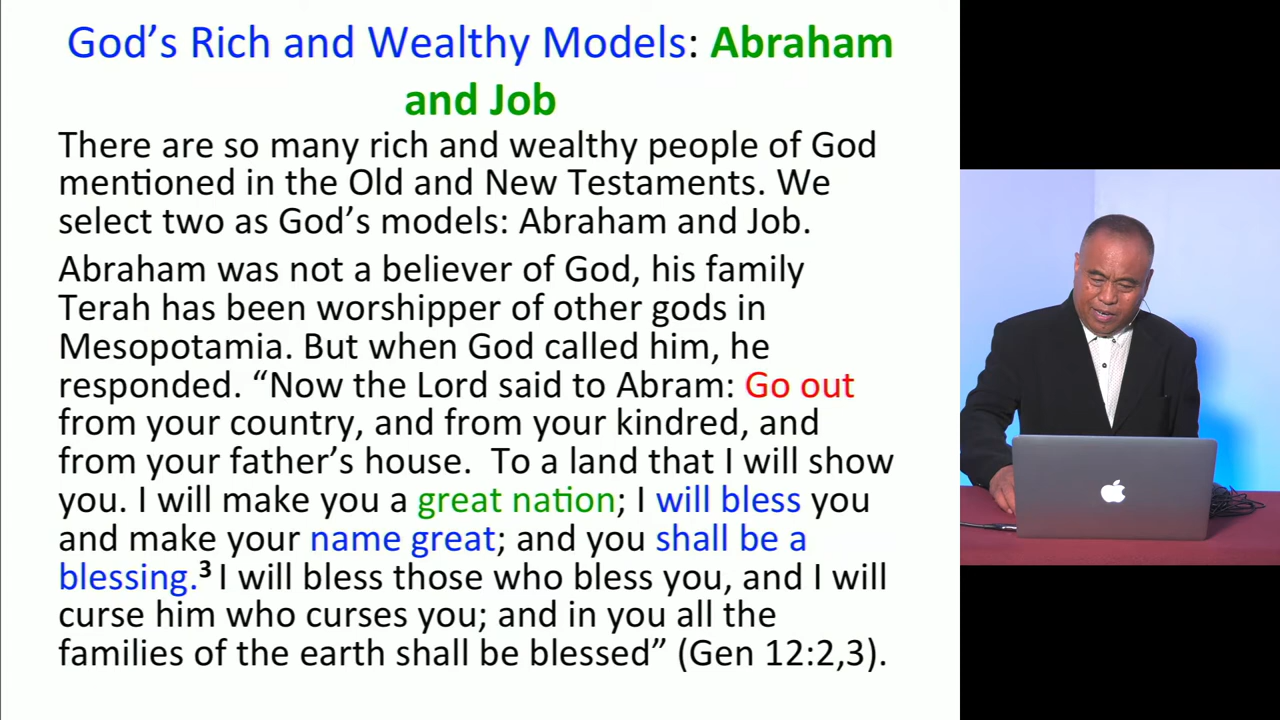 God’s Rich and Wealthy Models: Abraham
and Job
There are so many rich and wealthy people of God
mentioned in the Old and New Testaments. We
select two as God’s models: Abraham and Job.
Abraham was not a believer of God, his family
Terah has been worshipper of other gods in
Mesopotamia. But when God called him, he
responded. “Now the Lord said to Abram: Go out
from your country, and from your kindred, and
from your father’s house.  To a land that I will show
you. I will make you a great nation; I will bless you
and make your name great; and you shall be a
blessing.³ I will bless those who bless you, and I will
curse him who curses you; and in you all the
families of the earth shall be blessed” (Gen 12:2,3).